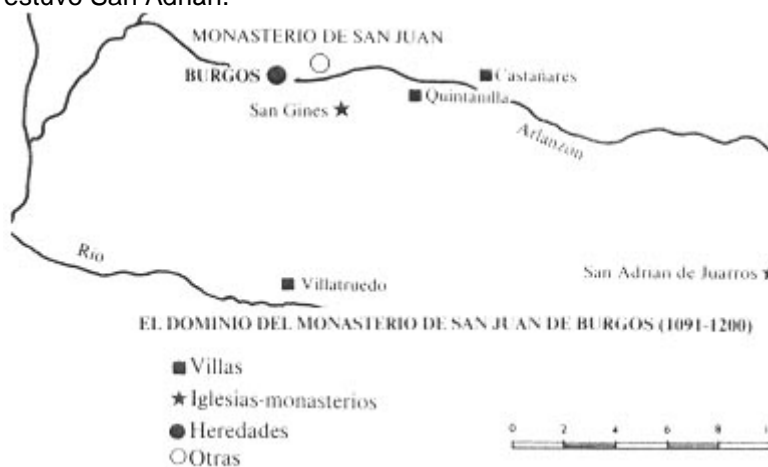 estuvo San Adrián.
MONASTERIO DE SAN JUAN
BURGOS
Castañares
Quintanilla
San Gines
Arlanzon
Río
San Adrian de Juarros
Villatruedo
EL DOMINIO DEL MONASTERIO DE SAN JUAN DE BURGOS (1091-1200)
Villas
Iglesias-monasterios
Heredades
Otras
0 2 4 6 8